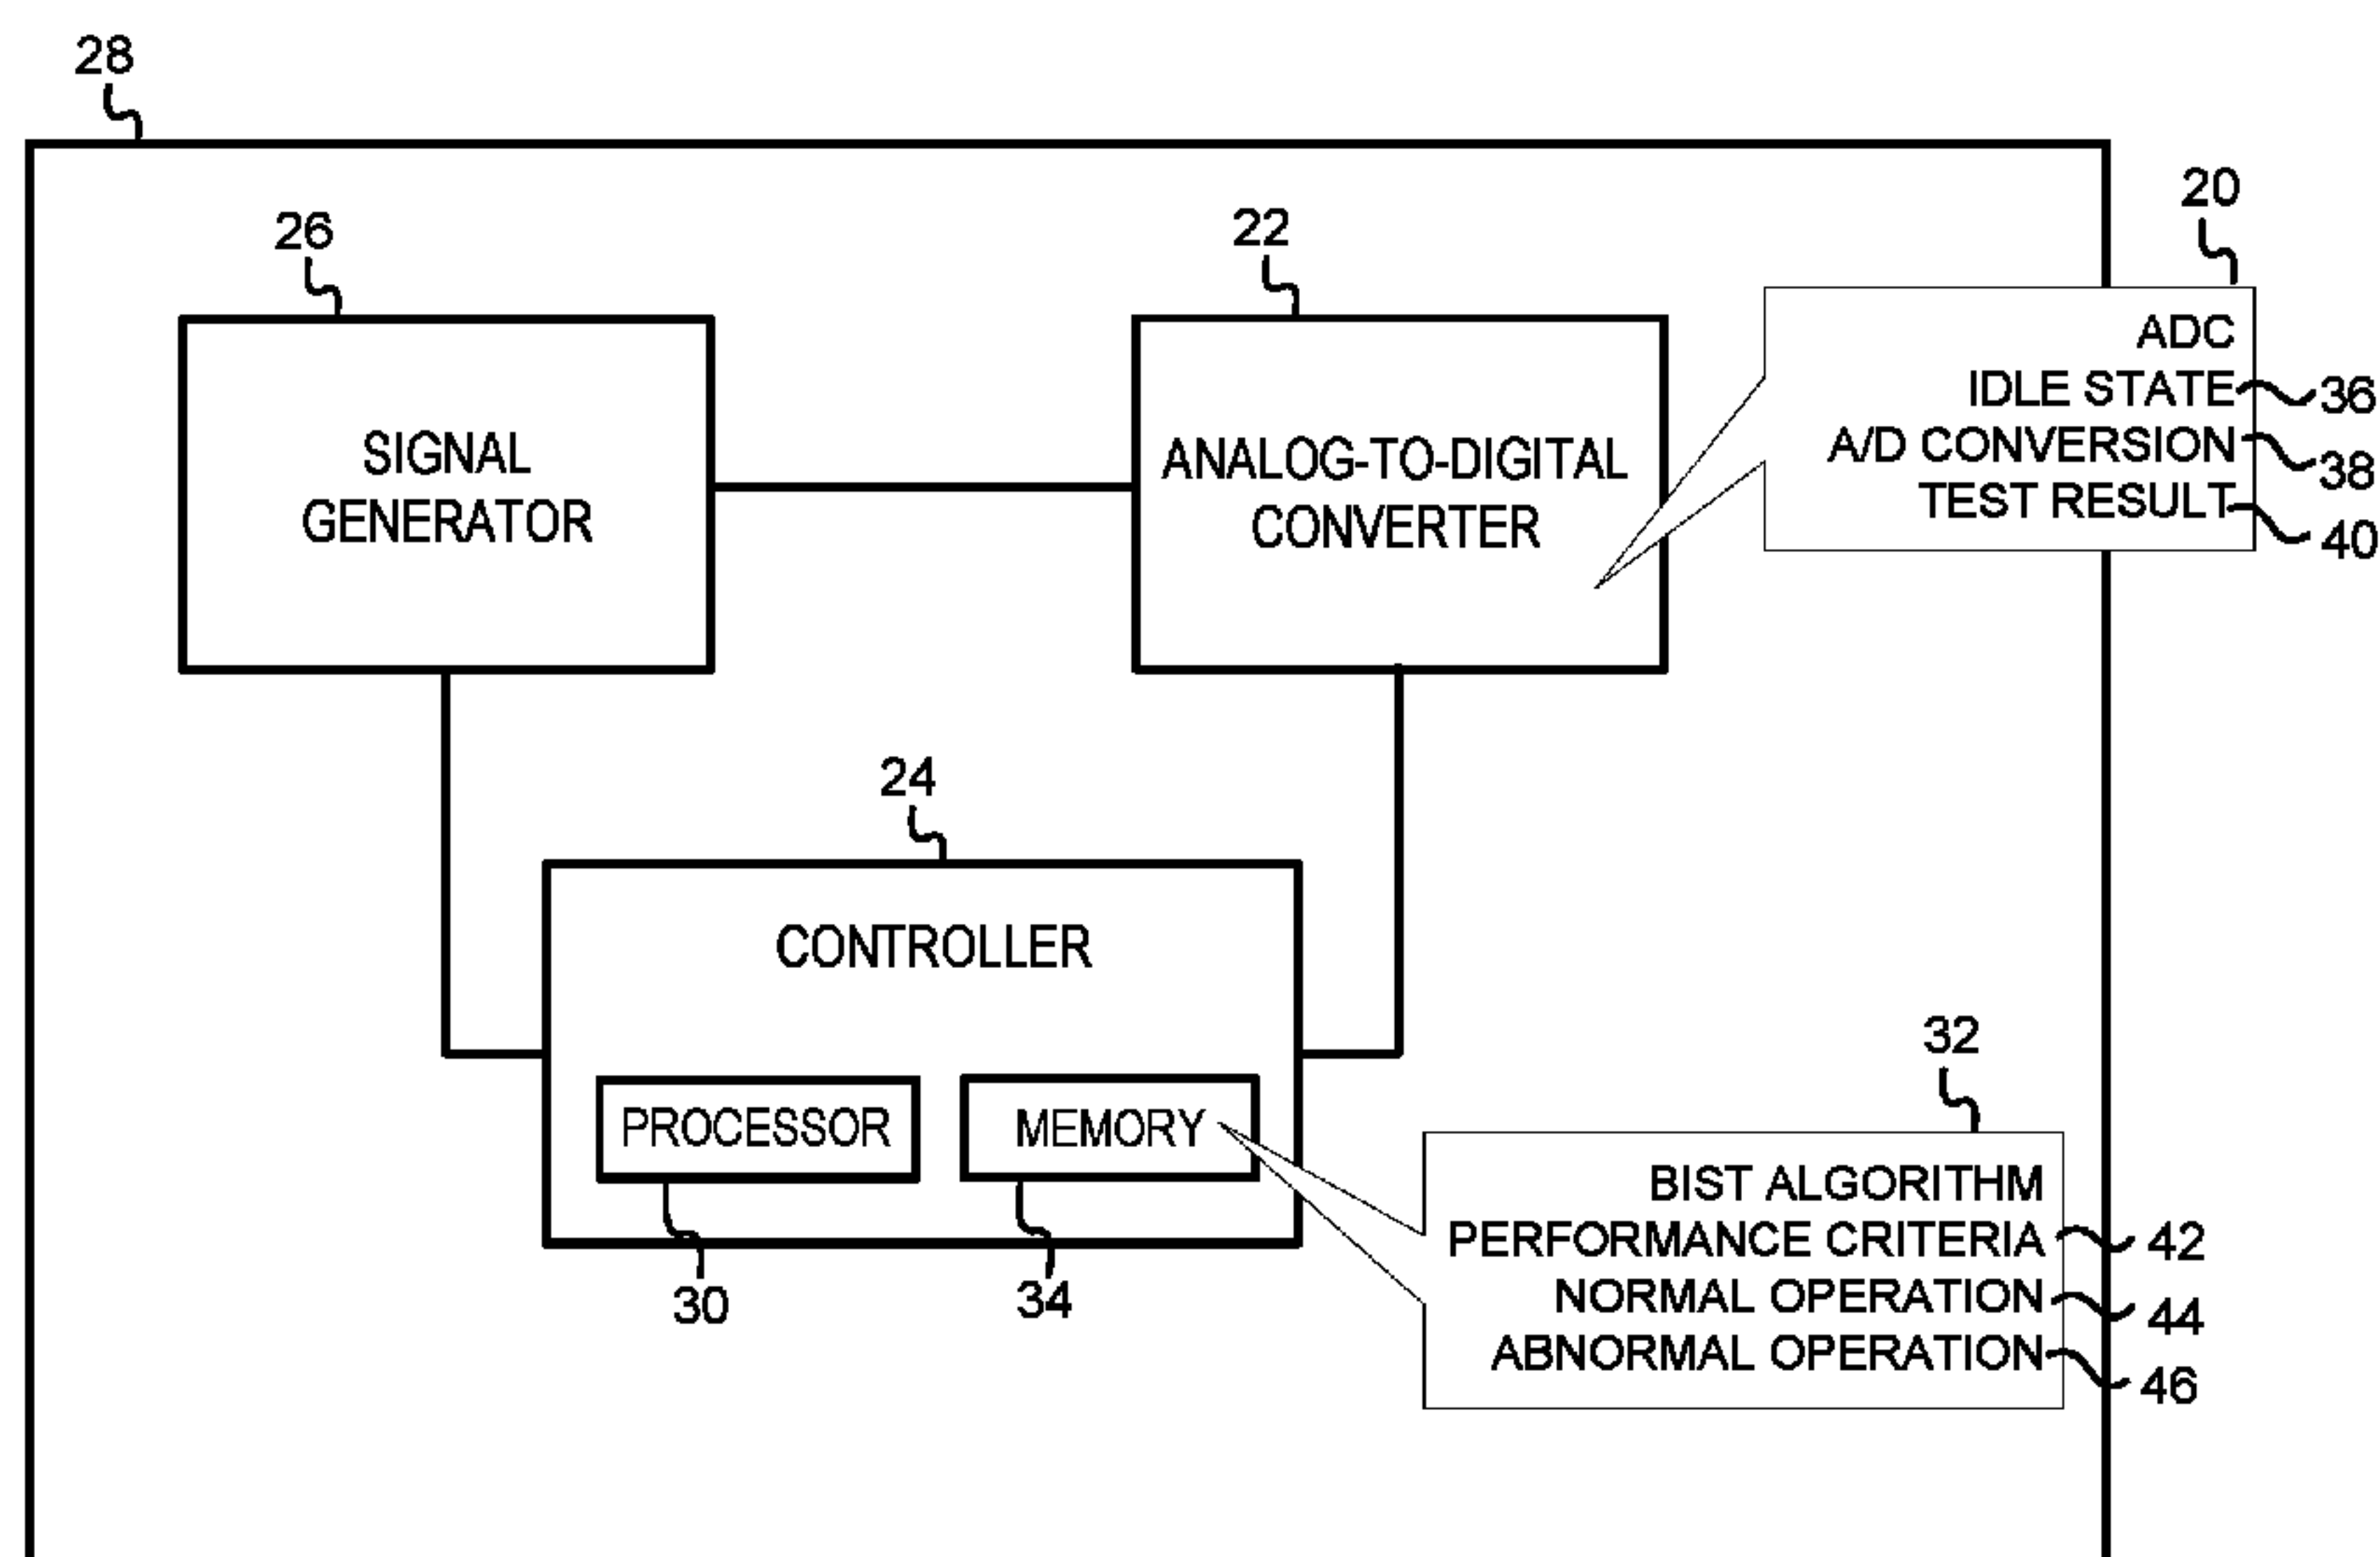 28
20
26
22
ADC
IDLE STATE
36
A/D CONVERSION
38
TEST RESULT
40
SIGNAL
GENERATOR
ANALOG-TO-DIGITAL
CONVERTER
24
CONTROLLER
PROCESSOR
MEMORY
30
34
32
BIST ALGORITHM
PERFORMANCE CRITERIA
42
NORMAL OPERATION
44
ABNORMAL OPERATION
46